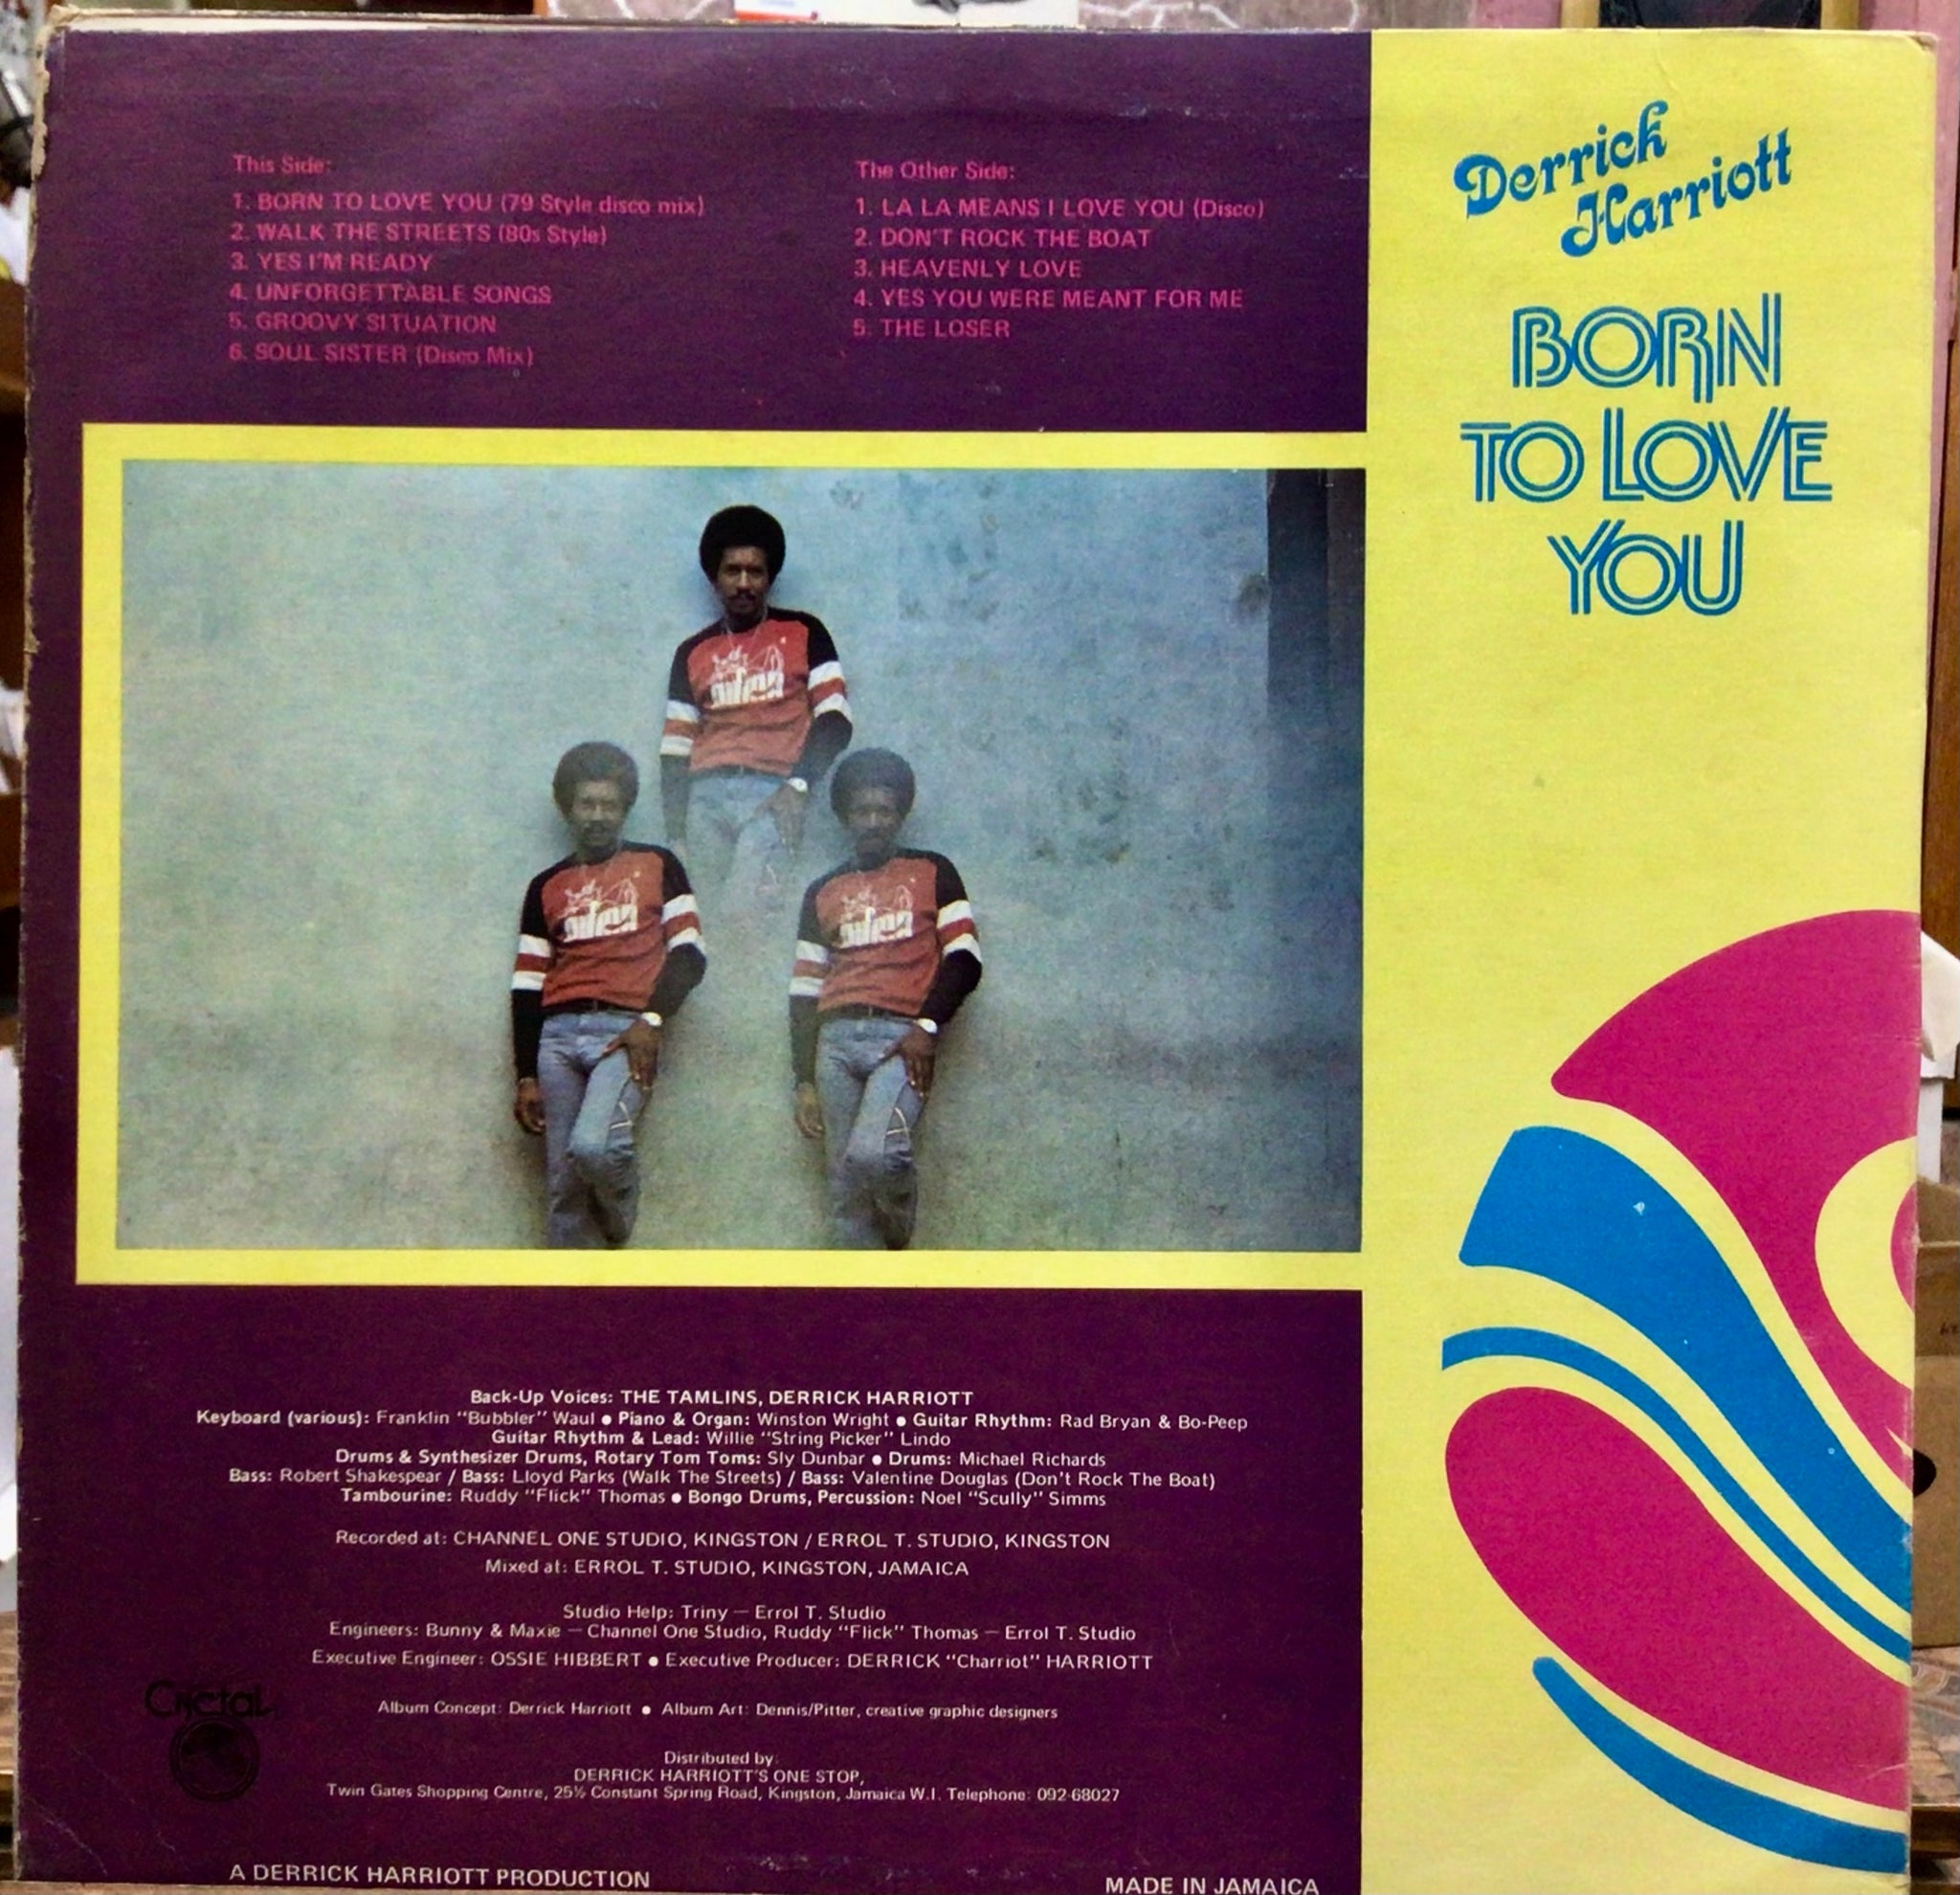 This Side:
1. BORN TO LOVE YOU (79 Style disco mix)
2. WALK THE STREETS (80s Style)
3. YES I'M READY
4. UNFORGETTABLE SONGS
5. GROOVY SITUATION
6. SOUL SISTER (Disco Mix)
The Other Side:
1. LA LA MEANS I LOVE YOU (Disco)
2. DON'T ROCK THE BOAT
3. HEAVENLY LOVE
4. YES YOU WERE MEANT FOR ME
5. THE LOSER
Derrick
Harriott
BORN
TO LOVE
YOU
Back-Up Voices: THE TAMLINS, DERRICK HARRIOTT
Keyboard (various): Franklin "Bubbler" Waul ● Piano & Organ: Winston Wright ● Guitar Rhythm: Rad Bryan & Bo-Peep
Guitar Rhythm & Lead: Willie "String Picker" Lindo
Drums & Synthesizer Drums, Rotary Tom Toms: Sly Dunbar ● Drums: Michael Richards
Bass: Robert Shakespear / Bass: Lloyd Parks (Walk The Streets) / Bass: Valentine Douglas (Don't Rock The Boat)
Tambourine: Ruddy "Flick" Thomas ● Bongo Drums, Percussion: Noel "Scully" Simms
Recorded at: CHANNEL ONE STUDIO, KINGSTON / ERROL T. STUDIO, KINGSTON
Mixed at: ERROL T. STUDIO, KINGSTON, JAMAICA
Studio Help: Triny — Errol T. Studio
Engineers: Bunny & Maxie — Channel One Studio, Ruddy "Flick" Thomas — Errol T. Studio
Executive Engineer: OSSIE HIBBERT ● Executive Producer: DERRICK "Charriot" HARRIOTT
Album Concept: Derrick Harriott ● Album Art: Dennis/Pitter, creative graphic designers
Distributed by:
DERRICK HARRIOTT'S ONE STOP,
Twin Gates Shopping Centre, 25½ Constant Spring Road, Kingston, Jamaica W.I. Telephone: 092-68027
A DERRICK HARRIOTT PRODUCTION
MADE IN JAMAICA